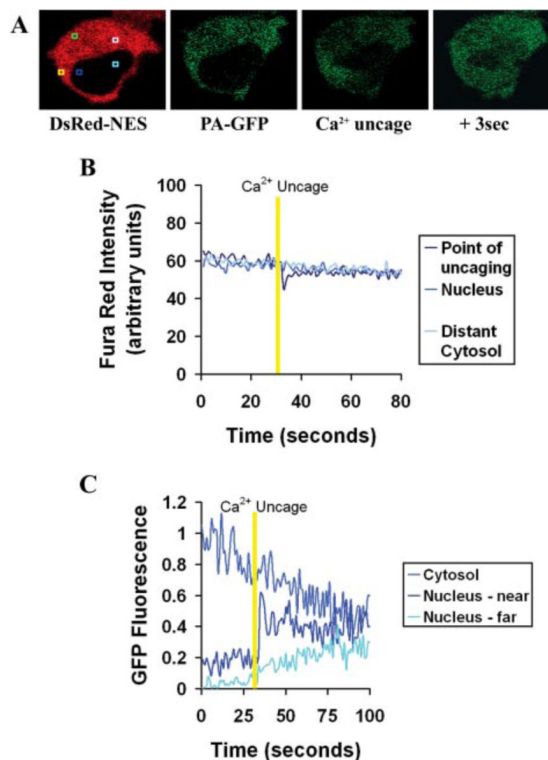 A
DsRed-NES PA-GFP Ca²⁺ uncage + 3sec
B
Ca²⁺ Uncage
Fura Red Intensity
(arbitrary units)
100
80
60
40
20
0
0 20 40 60 80
Time (seconds)
Point of
uncaging
Nucleus
Distant
Cytosol
C
Ca²⁺ Uncage
GFP Fluorescence
1.2
1
0.8
0.6
0.4
0.2
0
0 25 50 75 100
Time (seconds)
Cytosol
Nucleus - near
Nucleus - far